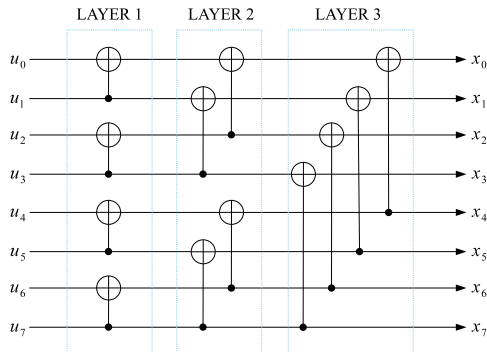 LAYER 1 LAYER 2 LAYER 3
u₀ x₀
u₁ x₁
u₂ x₂
u₃ x₃
u₄ x₄
u₅ x₅
u₆ x₆
u₇ x₇